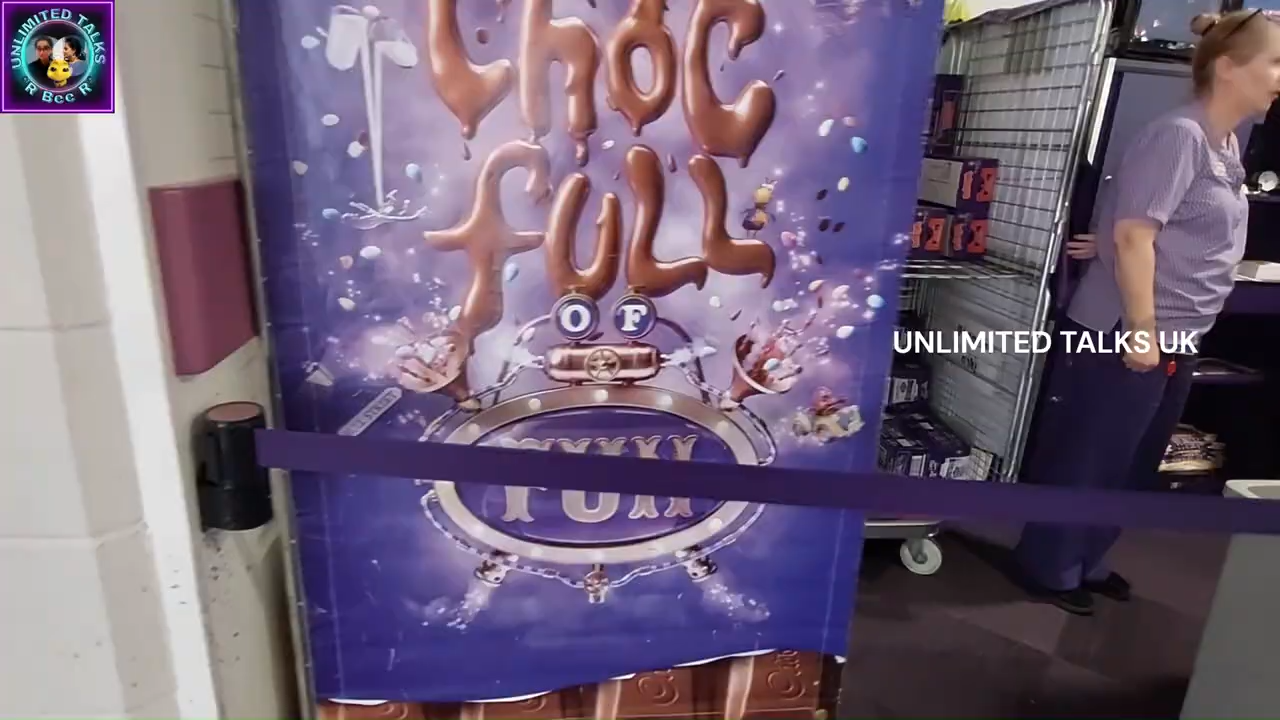 UNLIMITED TALKS
R Bee R
Choc
full
OF
FUN
UNLIMITED TALKS UK